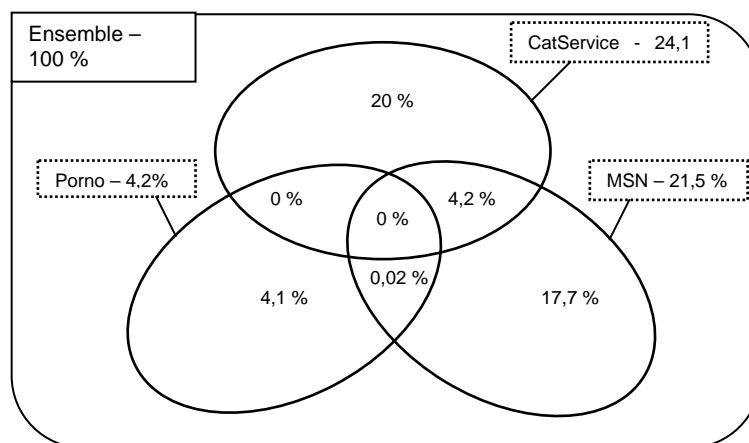 Ensemble –
100 %
CatService - 24,1
20 %
Porno – 4,2%
MSN – 21,5 %
0 %
4,2 %
0 %
0,02 %
4,1 %
17,7 %